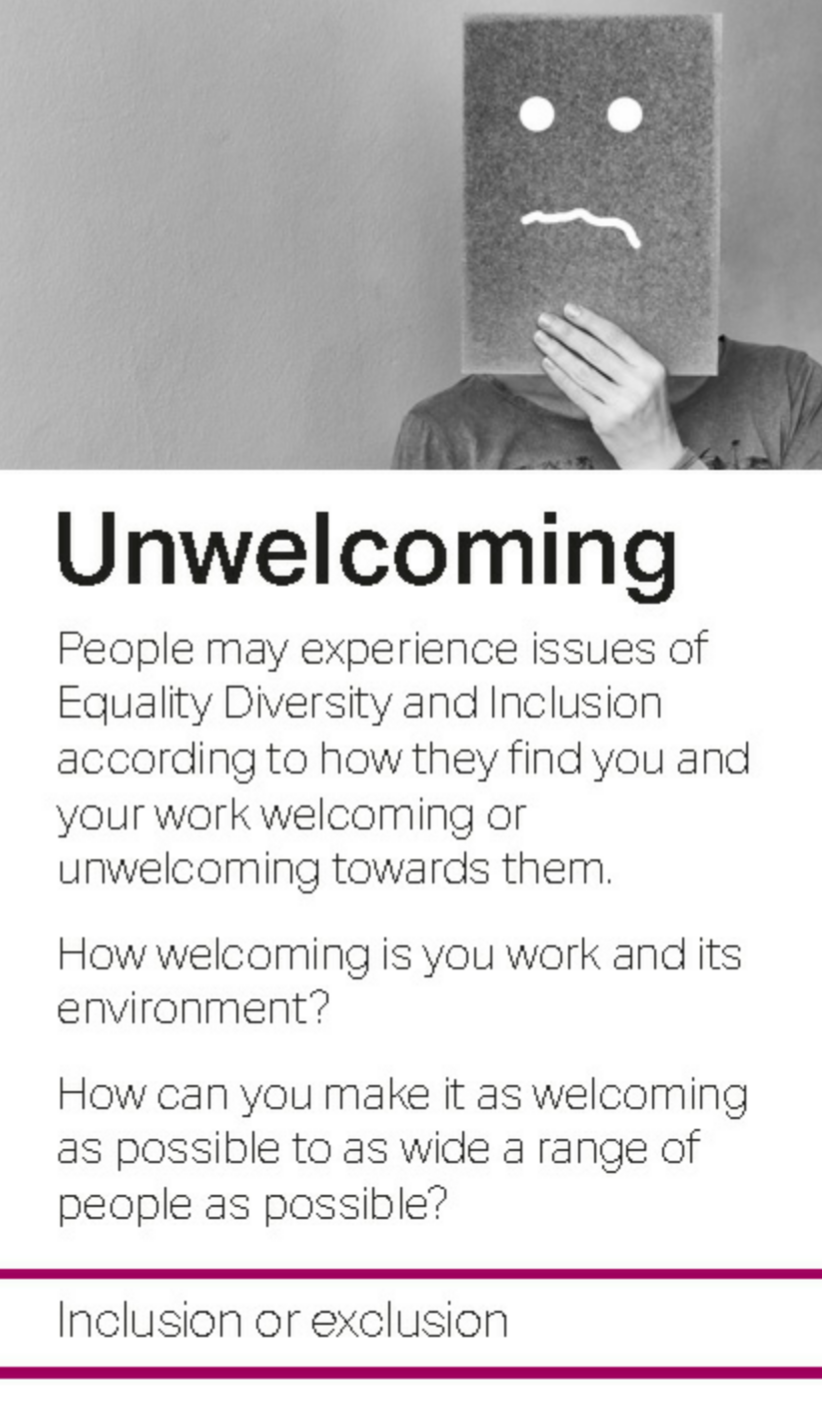 Unwelcoming
People may experience issues of
Equality Diversity and Inclusion
according to how they find you and
your work welcoming or
unwelcoming towards them.
How welcoming is you work and its
environment?
How can you make it as welcoming
as possible to as wide a range of
people as possible?
Inclusion or exclusion